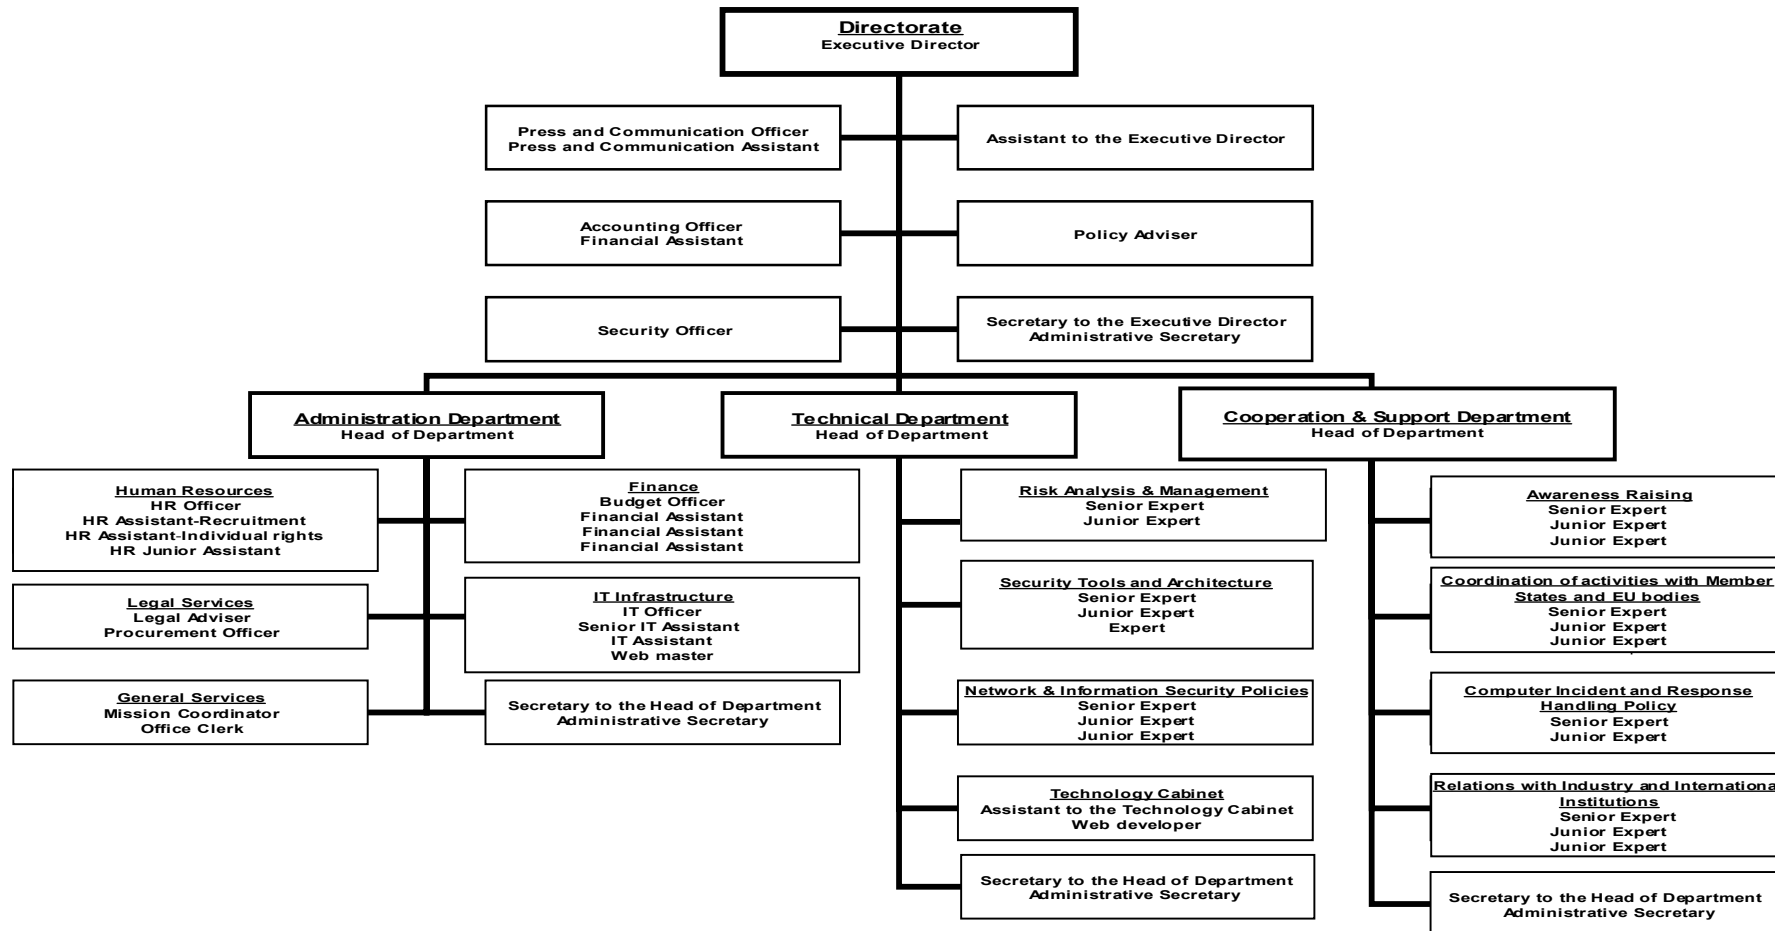 Directorate
Executive Director
Press and Communication Officer
Press and Communication Assistant
Assistant to the Executive Director
Accounting Officer
Financial Assistant
Policy Adviser
Security Officer
Secretary to the Executive Director
Administrative Secretary
Administration Department
Head of Department
Technical Department
Head of Department
Cooperation & Support Department
Head of Department
Human Resources
HR Officer
HR Assistant-Recruitment
HR Assistant-Individual rights
HR Junior Assistant
Finance
Budget Officer
Financial Assistant
Financial Assistant
Financial Assistant
Legal Services
Legal Adviser
Procurement Officer
IT Infrastructure
IT Officer
Senior IT Assistant
IT Assistant
Web master
General Services
Mission Coordinator
Office Clerk
Secretary to the Head of Department
Administrative Secretary
Risk Analysis & Management
Senior Expert
Junior Expert
Security Tools and Architecture
Senior Expert
Junior Expert
Expert
Network & Information Security Policies
Senior Expert
Junior Expert
Junior Expert
Technology Cabinet
Assistant to the Technology Cabinet
Web developer
Secretary to the Head of Department
Administrative Secretary
Awareness Raising
Senior Expert
Junior Expert
Junior Expert
Coordination of activities with Member
States and EU bodies
Senior Expert
Junior Expert
Junior Expert
Computer Incident and Response
Handling Policy
Senior Expert
Junior Expert
Relations with Industry and Internationa
Institutions
Senior Expert
Junior Expert
Junior Expert
Secretary to the Head of Department
Administrative Secretary